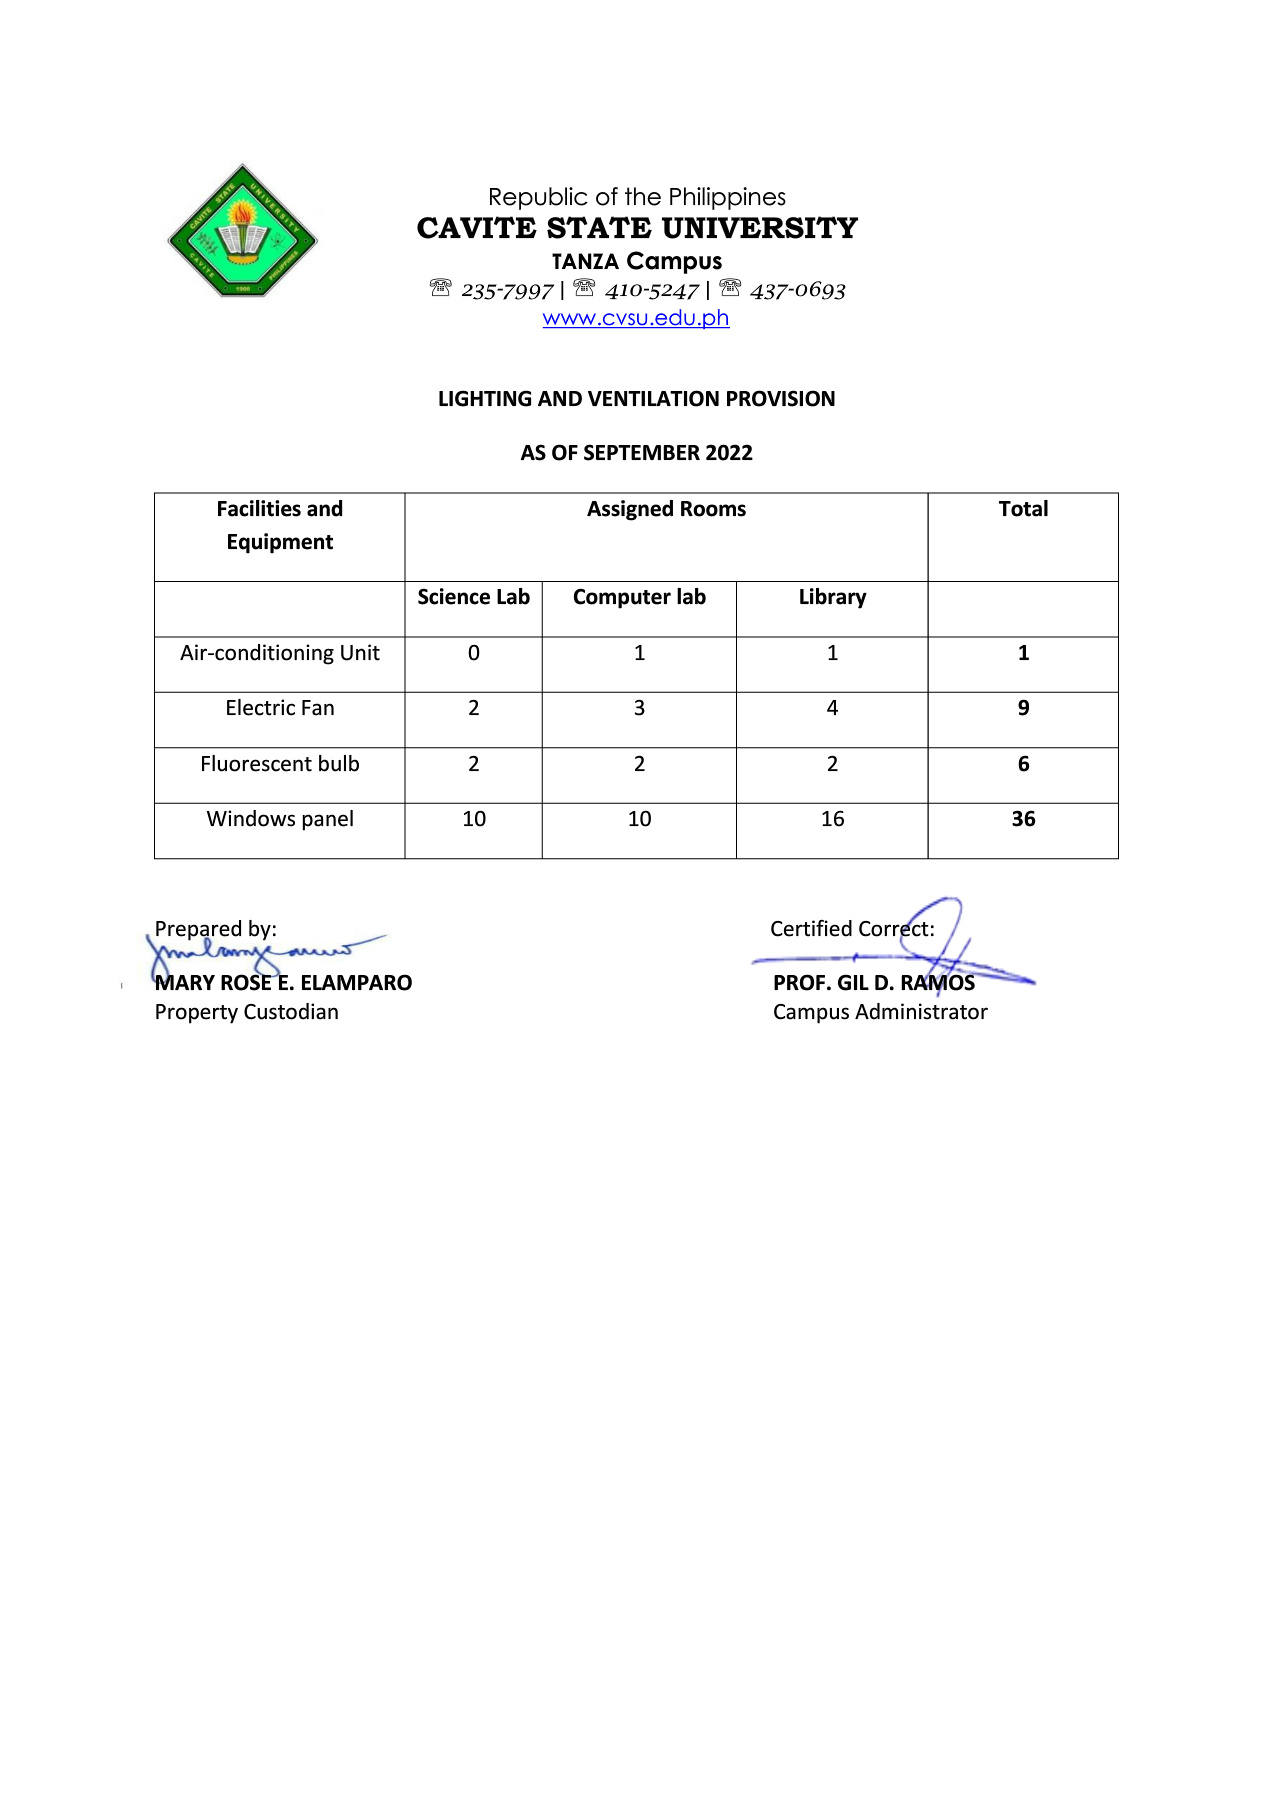 CAVITE STATE UNIVERSITY
CAVITE
PHILIPPINES
1906
Republic of the Philippines
CAVITE STATE UNIVERSITY
TANZA Campus
☏ 235-7997 | ☏ 410-5247 | ☏ 437-0693
www.cvsu.edu.ph
LIGHTING AND VENTILATION PROVISION
AS OF SEPTEMBER 2022
Facilities and Equipment Assigned Rooms Total
Science Lab Computer lab Library
Air-conditioning Unit 0 1 1 1
Electric Fan 2 3 4 9
Fluorescent bulb 2 2 2 6
Windows panel 10 10 16 36
Prepared by: Certified Correct:
MARY ROSE E. ELAMPARO PROF. GIL D. RAMOS
Property Custodian Campus Administrator